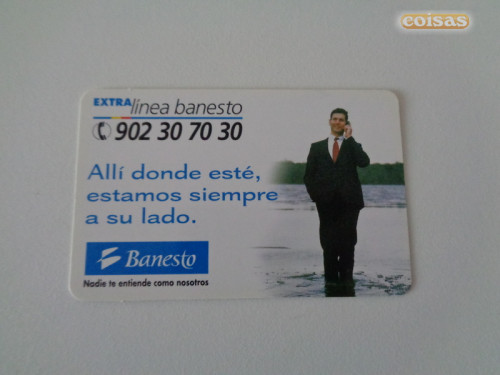 eoisas
EXTRA línea banesto
902 30 70 30
Allí donde esté,
estamos siempre
a su lado.
Banesto
Nadie te entiende como nosotros